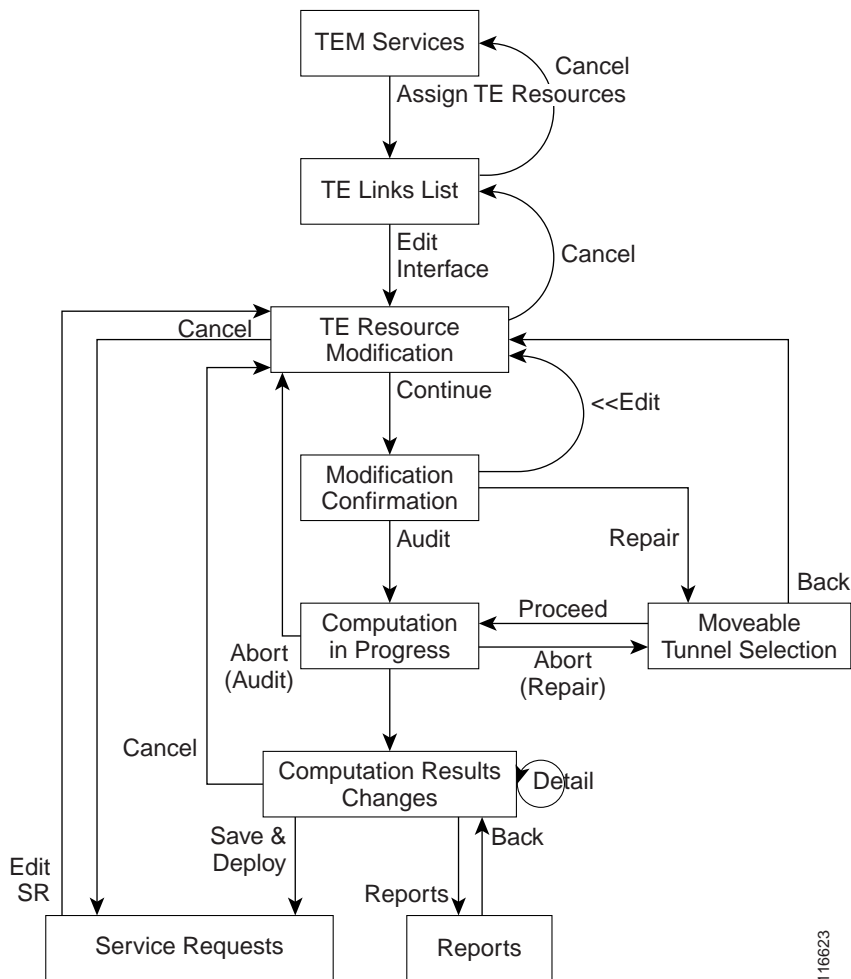 TEM Services
Cancel
Assign TE Resources
TE Links List
Edit
Interface
Cancel
TE Resource
Modification
Cancel
Continue
<<Edit
Modification
Confirmation
Audit
Repair
Back
Proceed
Computation
in Progress
Moveable
Tunnel Selection
Abort
(Audit)
Abort
(Repair)
Cancel
Computation Results
Changes
Detail
Save &
Deploy
Back
Edit
SR
Reports
Service Requests
Reports
116623